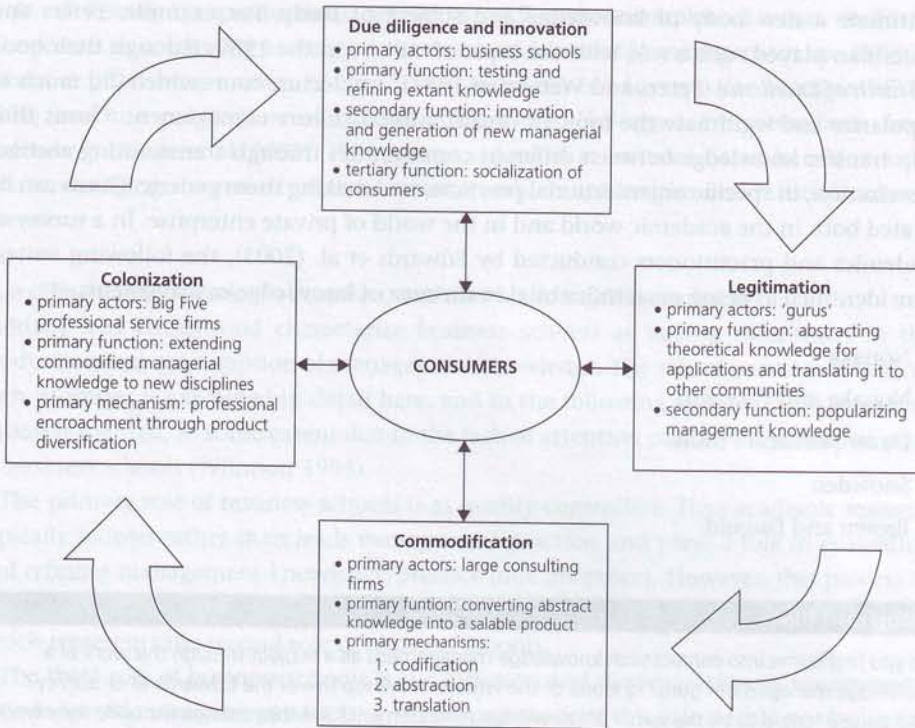 Due diligence and innovation
• primary actors: business schools
• primary function: testing and
refining extant knowledge
• secondary function: innovation
and generation of new managerial
knowledge
• tertiary function: socialization of
consumers
Colonization
• primary actors: Big Five
professional service firms
• primary function: extending
commodified managerial
knowledge to new disciplines
• primary mechanism: professional
encroachment through product
diversification
CONSUMERS
Legitimation
• primary actors: 'gurus'
• primary function: abstracting
theoretical knowledge of
applications and translating it to
other communities
• secondary function: popularizing
management knowledge
Commodification
• primary actors: large consulting
firms
• primary funtion: converting abstract
knowledge into a salable product
• primary mechanisms:
1. codification
2. abstraction
3. translation